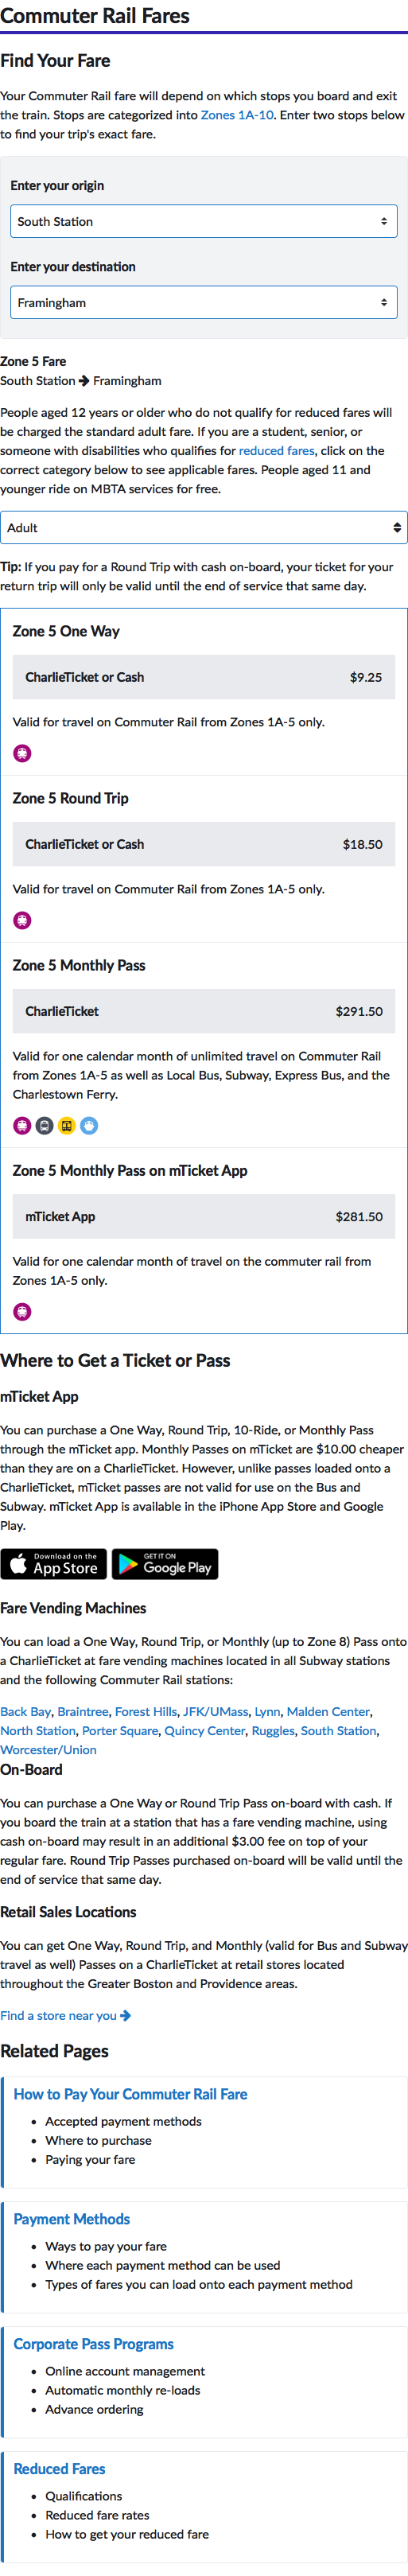 Commuter Rail Fares
Find Your Fare
Your Commuter Rail fare will depend on which stops you board and exit
the train. Stops are categorized into Zones 1A-10. Enter two stops below
to find your trip's exact fare.
Enter your origin
South Station
Enter your destination
Framingham
Zone 5 Fare
South Station → Framingham
People aged 12 years or older who do not qualify for reduced fares will
be charged the standard adult fare. If you are a student, senior, or
someone with disabilities who qualifies for reduced fares, click on the
correct category below to see applicable fares. People aged 11 and
younger ride on MBTA services for free.
Adult
Tip: If you pay for a Round Trip with cash on-board, your ticket for your
return trip will only be valid until the end of service that same day.
Zone 5 One Way
CharlieTicket or Cash $9.25
Valid for travel on Commuter Rail from Zones 1A-5 only.
Zone 5 Round Trip
CharlieTicket or Cash $18.50
Valid for travel on Commuter Rail from Zones 1A-5 only.
Zone 5 Monthly Pass
CharlieTicket $291.50
Valid for one calendar month of unlimited travel on Commuter Rail
from Zones 1A-5 as well as Local Bus, Subway, Express Bus, and the
Charlestown Ferry.
Zone 5 Monthly Pass on mTicket App
mTicket App $281.50
Valid for one calendar month of travel on the commuter rail from
Zones 1A-5 only.
Where to Get a Ticket or Pass
mTicket App
You can purchase a One Way, Round Trip, 10-Ride, or Monthly Pass
through the mTicket app. Monthly Passes on mTicket are $10.00 cheaper
than they are on a CharlieTicket. However, unlike passes loaded onto a
CharlieTicket, mTicket passes are not valid for use on the Bus and
Subway. mTicket App is available in the iPhone App Store and Google
Play.
Download on the
App Store
GET IT ON
Google Play
Fare Vending Machines
You can load a One Way, Round Trip, or Monthly (up to Zone 8) Pass onto
a CharlieTicket at fare vending machines located in all Subway stations
and the following Commuter Rail stations:
Back Bay, Braintree, Forest Hills, JFK/UMass, Lynn, Malden Center,
North Station, Porter Square, Quincy Center, Ruggles, South Station,
Worcester/Union
On-Board
You can purchase a One Way or Round Trip Pass on-board with cash. If
you board the train at a station that has a fare vending machine, using
cash on-board may result in an additional $3.00 fee on top of your
regular fare. Round Trip Passes purchased on-board will be valid until the
end of service that same day.
Retail Sales Locations
You can get One Way, Round Trip, and Monthly (valid for Bus and Subway
travel as well) Passes on a CharlieTicket at retail stores located
throughout the Greater Boston and Providence areas.
Find a store near you →
Related Pages
How to Pay Your Commuter Rail Fare
• Accepted payment methods
• Where to purchase
• Paying your fare
Payment Methods
• Ways to pay your fare
• Where each payment method can be used
• Types of fares you can load onto each payment method
Corporate Pass Programs
• Online account management
• Automatic monthly re-loads
• Advance ordering
Reduced Fares
• Qualifications
• Reduced fare rates
• How to get your reduced fare